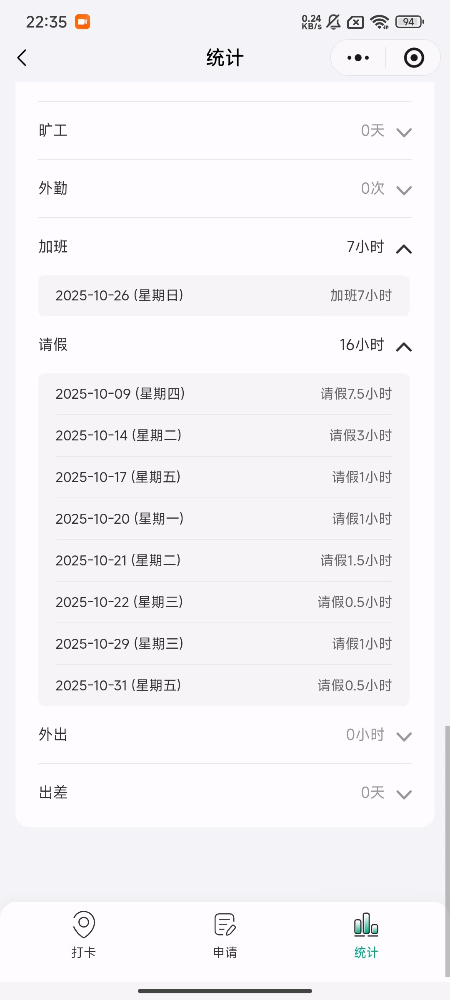 22:35
0.24 KB/s
94
统计
旷工 0天
外勤 0次
加班 7小时
2025-10-26 (星期日) 加班7小时
请假 16小时
2025-10-09 (星期四) 请假7.5小时
2025-10-14 (星期二) 请假3小时
2025-10-17 (星期五) 请假1小时
2025-10-20 (星期一) 请假1小时
2025-10-21 (星期二) 请假1.5小时
2025-10-22 (星期三) 请假0.5小时
2025-10-29 (星期三) 请假1小时
2025-10-31 (星期五) 请假0.5小时
外出 0小时
出差 0天
打卡 申请 统计